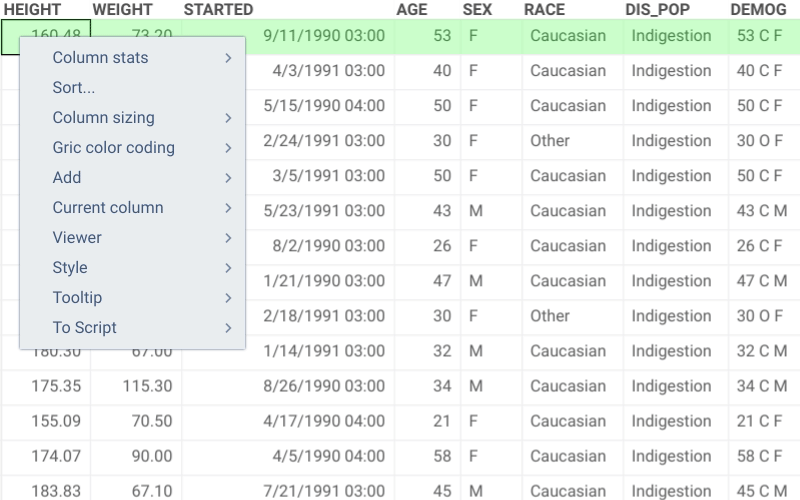 HEIGHT WEIGHT STARTED AGE SEX RACE DIS_POP DEMOG
160.48 73.20 9/11/1990 03:00 53 F Caucasian Indigestion 53 C F
Column stats 4/3/1991 03:00 40 F Caucasian Indigestion 40 C F
Sort... 5/15/1990 04:00 50 F Caucasian Indigestion 50 C F
Column sizing 2/24/1991 03:00 30 F Other Indigestion 30 O F
Gric color coding 3/5/1991 03:00 50 F Caucasian Indigestion 50 C F
Add 5/23/1991 03:00 43 M Caucasian Indigestion 43 C M
Current column 8/2/1990 03:00 26 F Caucasian Indigestion 26 C F
Viewer 1/21/1990 03:00 47 M Caucasian Indigestion 47 C M
Style 2/18/1991 03:00 30 F Other Indigestion 30 O F
Tooltip
To Script
180.30 67.00 1/14/1991 03:00 32 M Caucasian Indigestion 32 C M
175.35 115.30 8/26/1990 03:00 34 M Caucasian Indigestion 34 C M
155.09 70.50 4/17/1990 04:00 21 F Caucasian Indigestion 21 C F
174.07 90.00 4/5/1990 04:00 58 F Caucasian Indigestion 58 C F
183.83 67.10 7/21/1991 03:00 45 M Caucasian Indigestion 45 C M